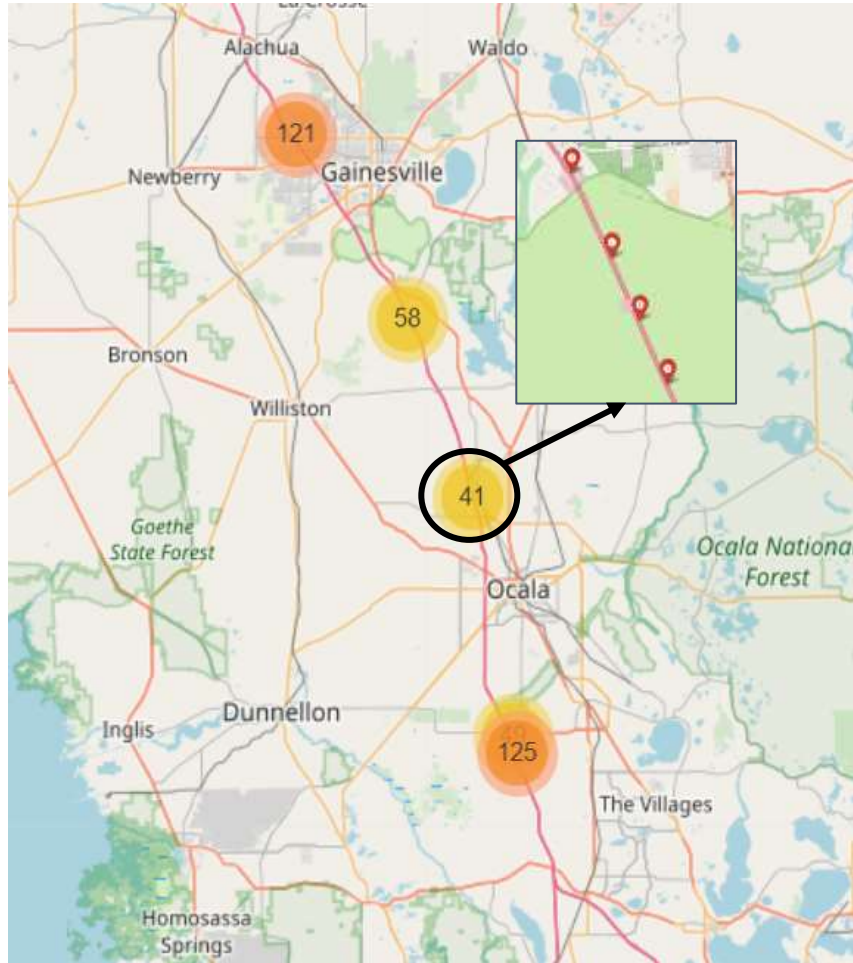 Alachua
Waldo
121
Newberry
Gainesville
58
Bronson
Williston
41
Goethe
State Forest
Ocala Nationa
Forest
Ocala
Dunnellon
Inglis
125
The Villages
Homosassa
Springs